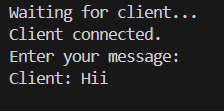 Waiting for client...
Client connected.
Enter your message:
Client: Hii